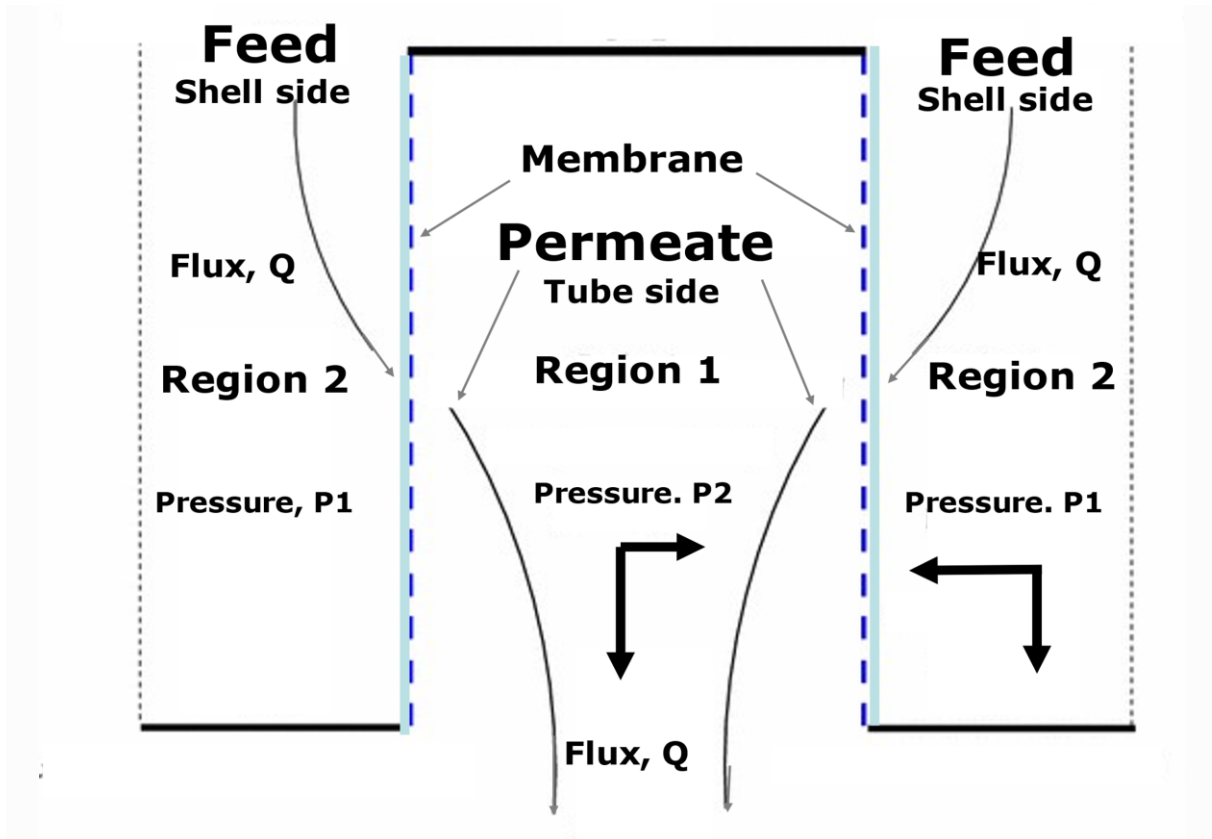 Feed
Shell side
Feed
Shell side
Membrane
Permeate
Tube side
Flux, Q
Flux, Q
Region 2
Region 1
Region 2
Pressure, P1
Pressure. P2
Pressure. P1
Flux, Q